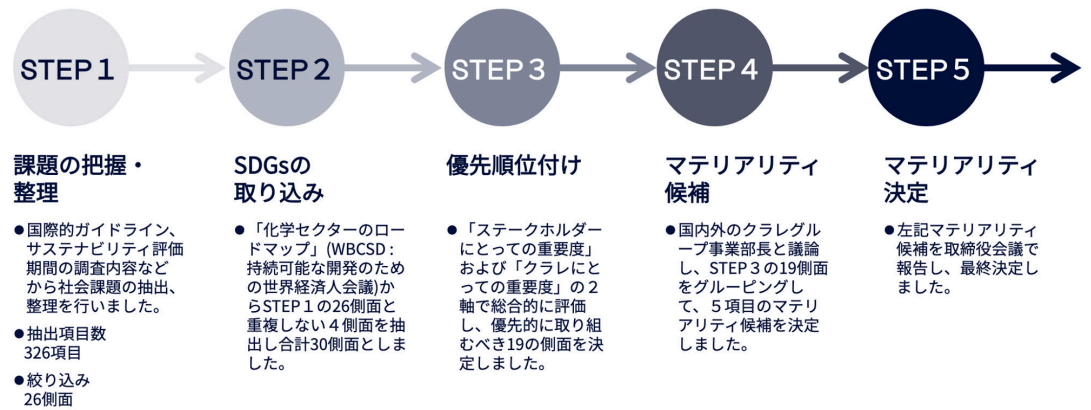 STEP 1
STEP 2
STEP 3
STEP 4
STEP 5
課題の把握・
整理
●国際的ガイドライン、
サステナビリティ評価
期間の調査内容など
から社会課題の抽出、
整理を行いました。
●抽出項目数
326項目
●絞り込み
26側面
SDGsの
取り込み
●「化学セクターのロー
ドマップ」(WBCSD：
持続可能な開発のため
の世界経済人会議)か
らSTEP１の26側面と
重複しない４側面を抽
出し合計30側面としま
した。
優先順位付け
●「ステークホルダー
にとっての重要度」
および「クラレにと
っての重要度」の２
軸で総合的に評価
し、優先的に取り組
むべき19の側面を決
定しました。
マテリアリティ
候補
●国内外のクラレグル
ープ事業部長と議論
し、STEP３の19側面
をグルーピングし
て、５項目のマテリ
アリティ候補を決定
しました。
マテリアリティ
決定
●左記マテリアリティ
候補を取締役会議で
報告し、最終決定し
ました。